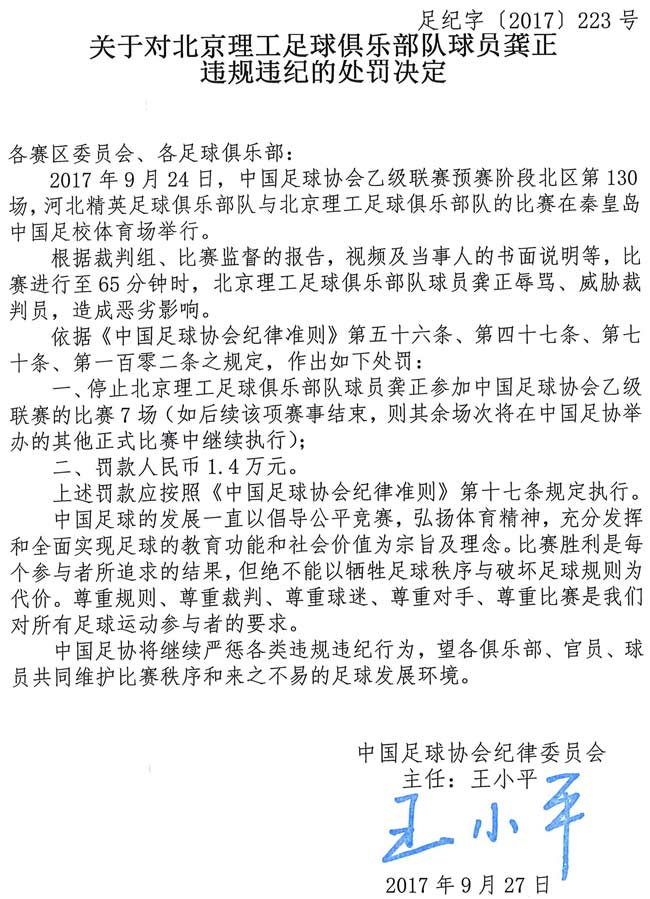 足纪字〔2017〕223 号
关于对北京理工足球俱乐部队球员龚正
违规违纪的处罚决定
各赛区委员会、各足球俱乐部：
2017 年 9 月 24 日，中国足球协会乙级联赛预赛阶段北区第 130
场，河北精英足球俱乐部队与北京理工足球俱乐部队的比赛在秦皇岛
中国足校体育场举行。
根据裁判组、比赛监督的报告，视频及当事人的书面说明等，比
赛进行至 65 分钟时，北京理工足球俱乐部队球员龚正辱骂、威胁裁
判员，造成恶劣影响。
依据《中国足球协会纪律准则》第五十六条、第四十七条、第七
十条、第一百零二条之规定，作出如下处罚：
一、停止北京理工足球俱乐部队球员龚正参加中国足球协会乙级
联赛的比赛 7 场（如后续该项赛事结束，则其余场次将在中国足协举
办的其他正式比赛中继续执行）；
二、罚款人民币 1.4 万元。
上述罚款应按照《中国足球协会纪律准则》第十七条规定执行。
中国足球的发展一直以倡导公平竞赛，弘扬体育精神，充分发挥
和全面实现足球的教育功能和社会价值为宗旨及理念。比赛胜利是每
个参与者所追求的结果，但绝不能以牺牲足球秩序与破坏足球规则为
代价。尊重规则、尊重裁判、尊重球迷、尊重对手、尊重比赛是我们
对所有足球运动参与者的要求。
中国足协将继续严惩各类违规违纪行为，望各俱乐部、官员、球
员共同维护比赛秩序和来之不易的足球发展环境。
中国足球协会纪律委员会
主任：王小平
王小平
2017 年 9 月 27 日